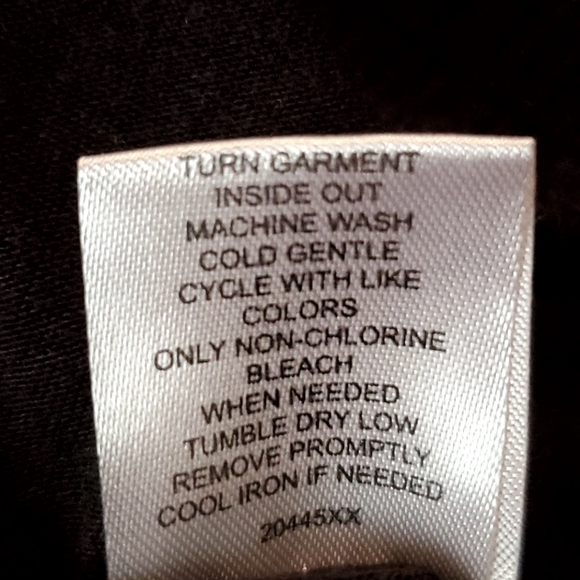 TURN GARMENT
INSIDE OUT
MACHINE WASH
COLD GENTLE
CYCLE WITH LIKE
COLORS
ONLY NON-CHLORINE
BLEACH
WHEN NEEDED
TUMBLE DRY LOW
REMOVE PROMPTLY
COOL IRON IF NEEDED
20445XX